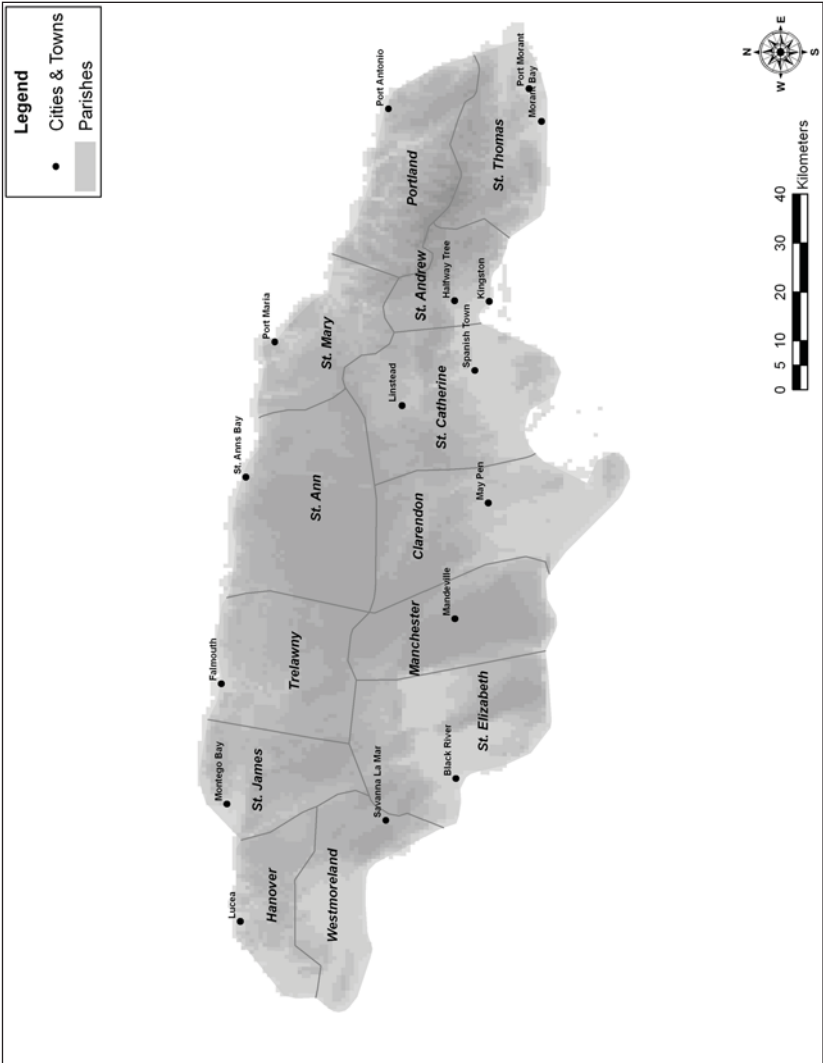 Legend
Cities & Towns
Parishes
N
W
E
S
0 5 10 20 30 40
Kilometers
Lucea
Hanover
Westmoreland
Montego Bay
St. James
Savanna La Mar
Falmouth
Trelawny
Black River
St. Elizabeth
Manchester
Mandeville
St. Anns Bay
St. Ann
Clarendon
May Pen
Port Maria
St. Mary
Linstead
St. Catherine
Spanish Town
St. Andrew
Halfway Tree
Kingston
Port Antonio
Portland
St. Thomas
Port Morant
Morant Bay